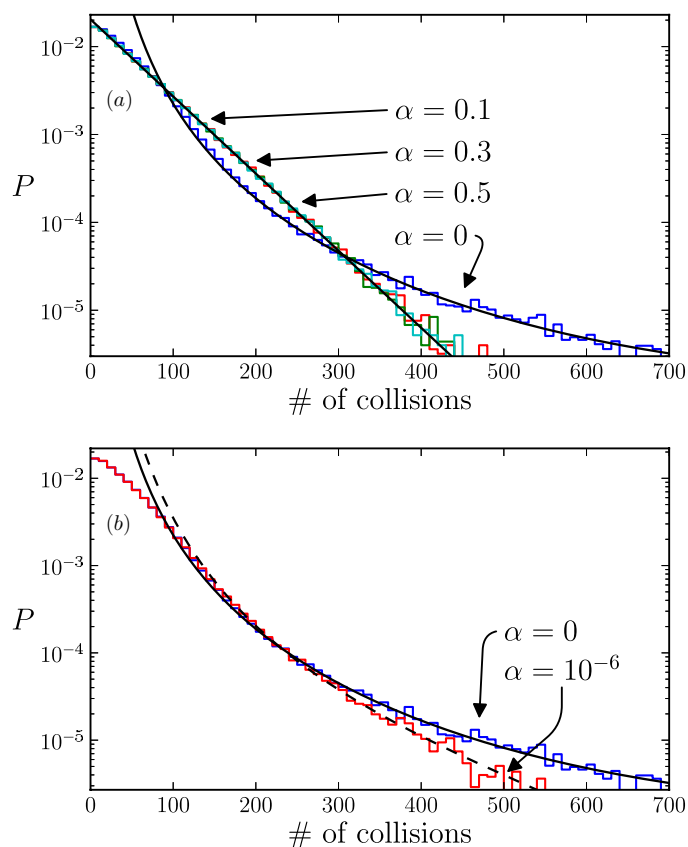 10⁻²
(a)
α = 0.1
10⁻³
α = 0.3
P
α = 0.5
10⁻⁴
α = 0
10⁻⁵
0 100 200 300 400 500 600 700
# of collisions
10⁻²
(b)
10⁻³
P
α = 0
10⁻⁴
α = 10⁻⁶
10⁻⁵
0 100 200 300 400 500 600 700
# of collisions